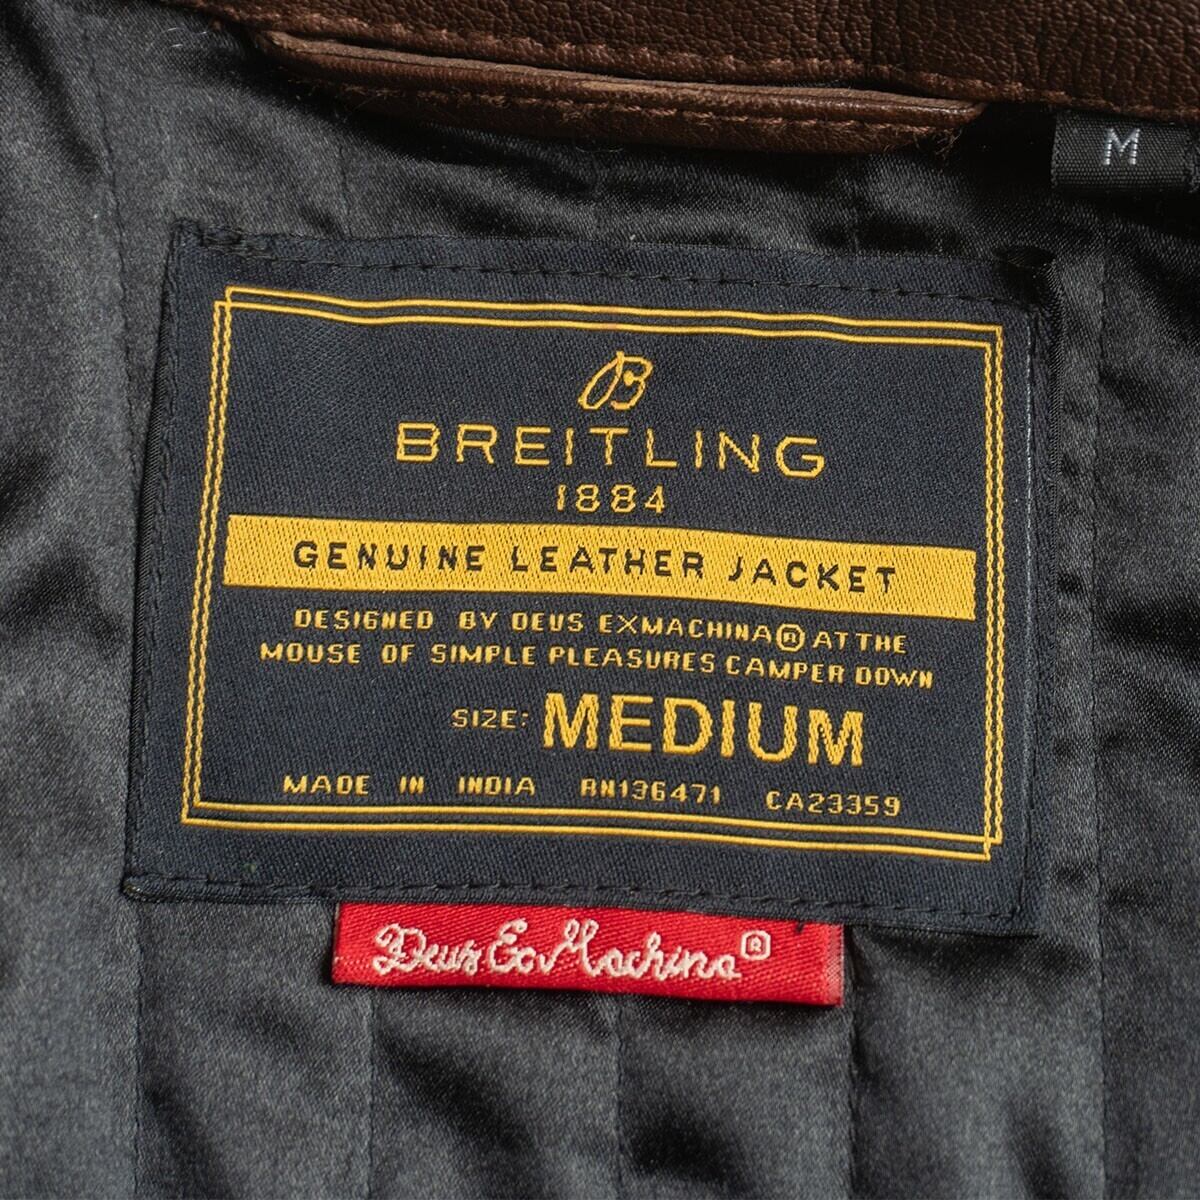 M
B
BREITLING
1884
GENUINE LEATHER JACKET
DESIGNED BY DEUS EXMACHINA® AT THE
MOUSE OF SIMPLE PLEASURES CAMPER DOWN
SIZE: MEDIUM
MADE IN INDIA RN136471 CA23359
Deus Ex Machina®